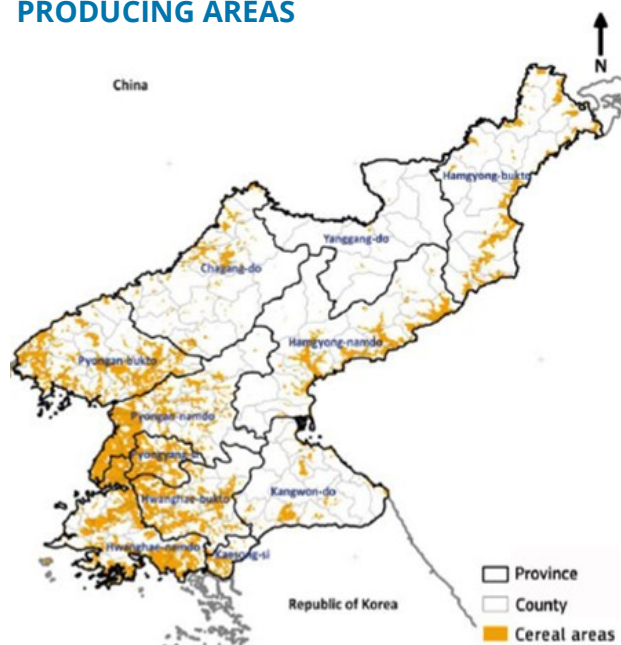 PRODUCING AREAS
N
China
Hamgyong-bukto
Yanggang-do
Chagang-do
Hamgyong-namdo
Pyongan-bukto
Pyongan-namdo
Pyongyang-si
Kangwon-do
Hwanghae-bukto
Hwanghae-namdo
Kaesong-si
Republic of Korea
Province
County
Cereal areas